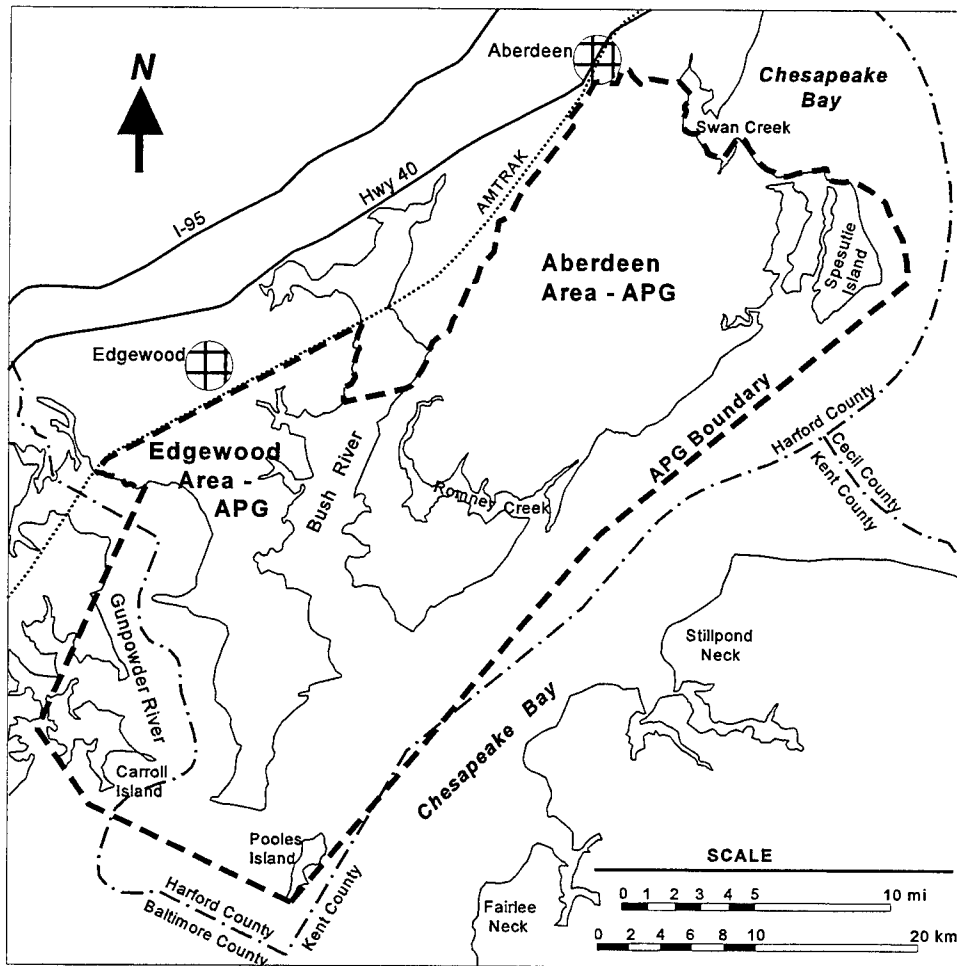 Aberdeen
N
Chesapeake
Bay
Swan Creek
Hwy 40
AMTRAK
I-95
Aberdeen
Area - APG
Spesutie
Island
Edgewood
APG Boundary
Harford County
Cecil County
Kent County
Edgewood
Area -
APG
Bush River
Romney Creek
Gunpowder River
Stillpond
Neck
Chesapeake Bay
Carroll
Island
Pooles
Island
Harford County
Baltimore County
Kent County
Fairlee
Neck
SCALE
0 1 2 3 4 5 10 mi
0 2 4 6 8 10 20 km